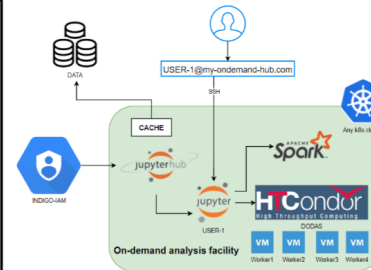 DATA
USER-1@my-ondemand-hub.com
SSH
CACHE
Any k8s
jupyterhub
APACHE
Spark
INDIGO-IAM
jupyter
USER-1
HTCondor
High Throughput Computing
DODAS
VM VM VM VM
Worker1 Worker2 Worker3 Worker4
On-demand analysis facility